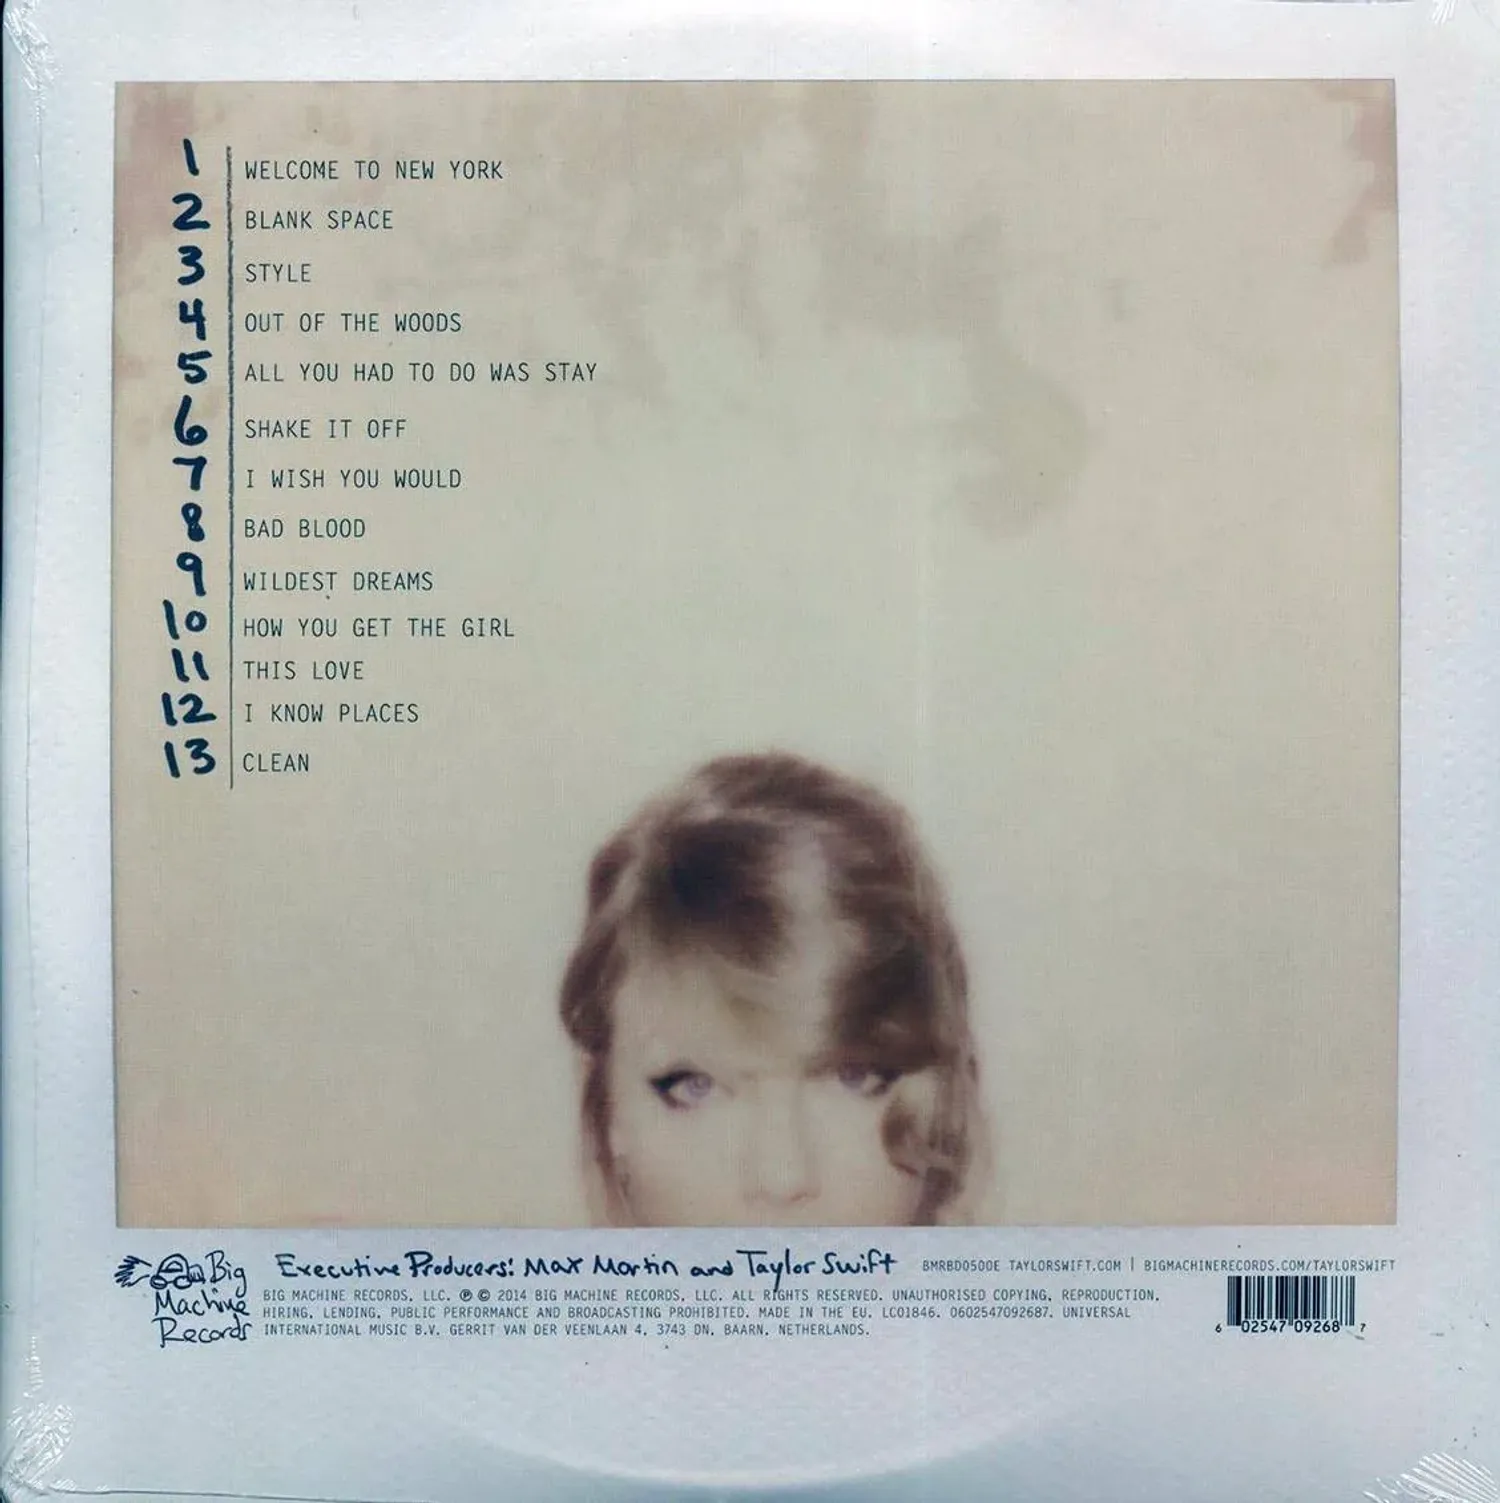 1 WELCOME TO NEW YORK
2 BLANK SPACE
3 STYLE
4 OUT OF THE WOODS
5 ALL YOU HAD TO DO WAS STAY
6 SHAKE IT OFF
7 I WISH YOU WOULD
8 BAD BLOOD
9 WILDEST DREAMS
10 HOW YOU GET THE GIRL
11 THIS LOVE
12 I KNOW PLACES
13 CLEAN
Big
Machine
Records
Executive Producers: Max Martin and Taylor Swift
BMRBD0500E TAYLORSWIFT.COM | BIGMACHINERECORDS.COM/TAYLORSWIFT
BIG MACHINE RECORDS, LLC. ℗ © 2014 BIG MACHINE RECORDS, LLC. ALL RIGHTS RESERVED. UNAUTHORISED COPYING, REPRODUCTION,
HIRING, LENDING, PUBLIC PERFORMANCE AND BROADCASTING PROHIBITED. MADE IN THE EU. LC01846. 0602547092687. UNIVERSAL
INTERNATIONAL MUSIC B.V. GERRIT VAN DER VEENLAAN 4, 3743 DN, BAARN, NETHERLANDS.
6 02547 09268 7